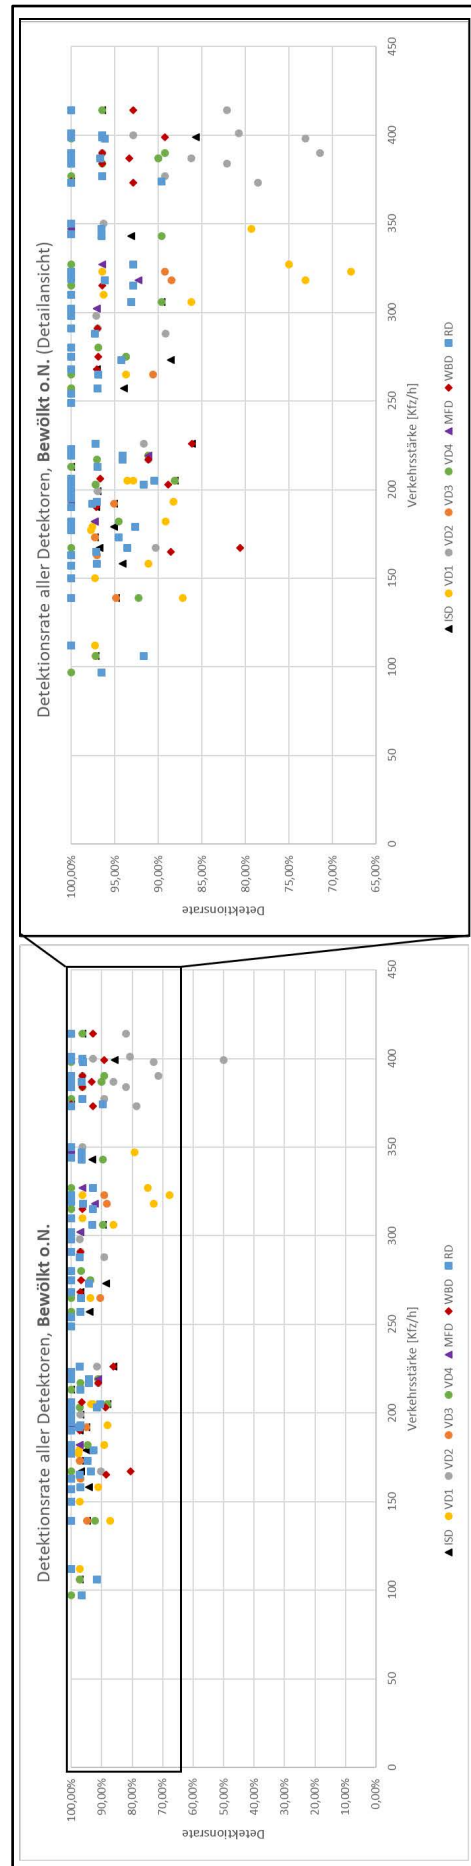 Detektionsrate aller Detektoren, Bewölkt o.N.
100,00%
90,00%
80,00%
70,00%
60,00%
50,00%
40,00%
30,00%
20,00%
10,00%
0,00%
Detektionsrate
0 50 100 150 200 250 300 350 400 450
Verkehrsstärke [Kfz/h]
ISD VD1 VD2 VD3 VD4 MFD WBD RD
Detektionsrate aller Detektoren, Bewölkt o.N. (Detailansicht)
100,00%
95,00%
90,00%
85,00%
80,00%
75,00%
70,00%
65,00%
Detektionsrate
0 50 100 150 200 250 300 350 400 450
Verkehrsstärke [Kfz/h]
ISD VD1 VD2 VD3 VD4 MFD WBD RD